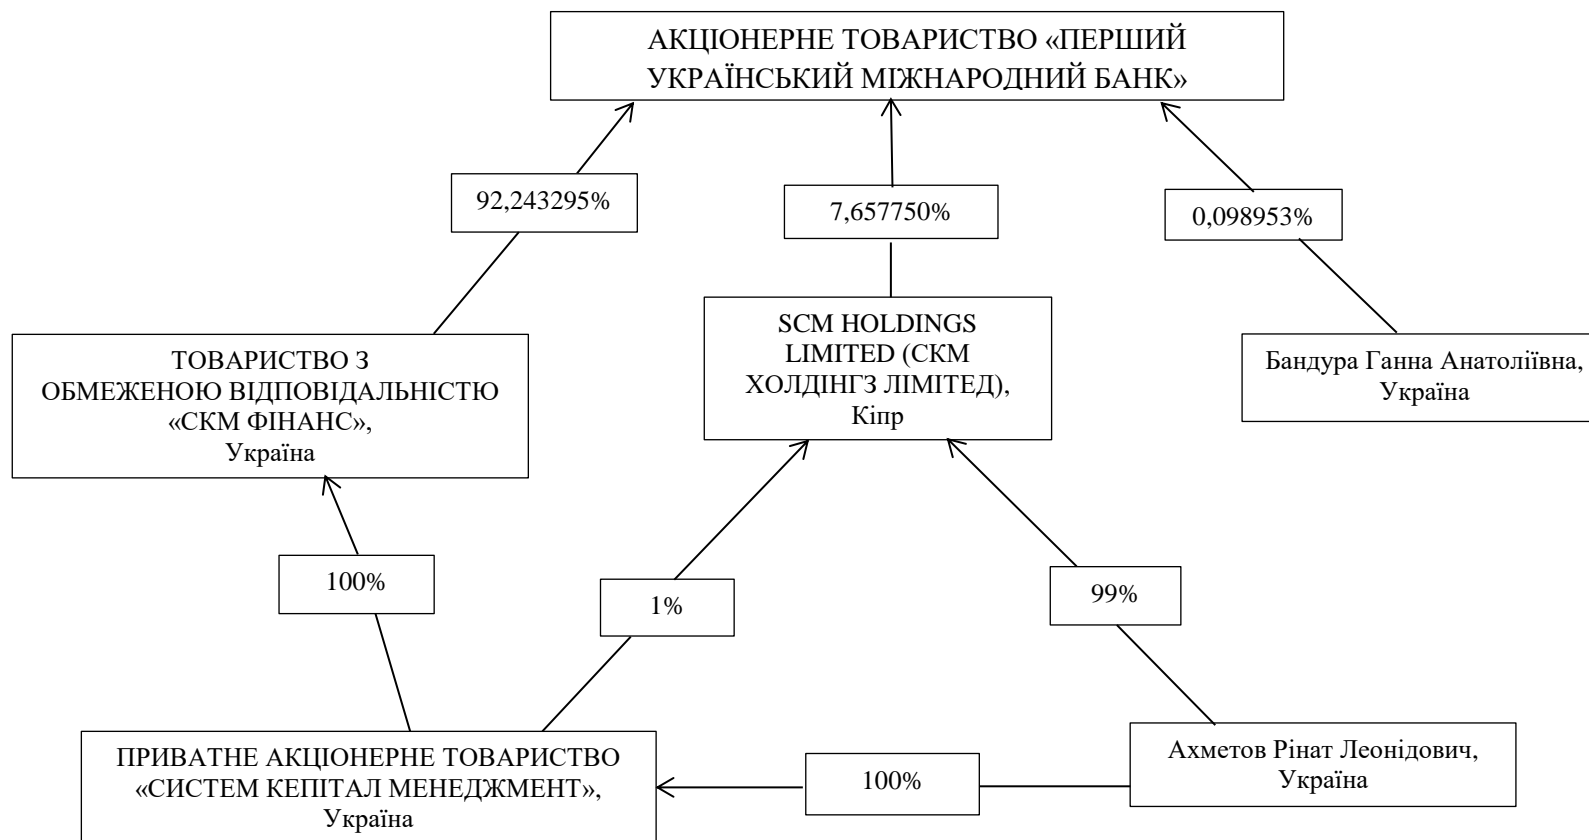 АКЦІОНЕРНЕ ТОВАРИСТВО «ПЕРШИЙ
УКРАЇНСЬКИЙ МІЖНАРОДНИЙ БАНК»
92,243295%
7,657750%
0,098953%
ТОВАРИСТВО З
ОБМЕЖЕНОЮ ВІДПОВІДАЛЬНІСТЮ
«СКМ ФІНАНС»,
Україна
SCM HOLDINGS
LIMITED (СКМ
ХОЛДІНГЗ ЛІМІТЕД),
Кіпр
Бандура Ганна Анатоліївна,
Україна
100%
1%
99%
ПРИВАТНЕ АКЦІОНЕРНЕ ТОВАРИСТВО
«СИСТЕМ КЕПІТАЛ МЕНЕДЖМЕНТ»,
Україна
100%
Ахметов Рінат Леонідович,
Україна